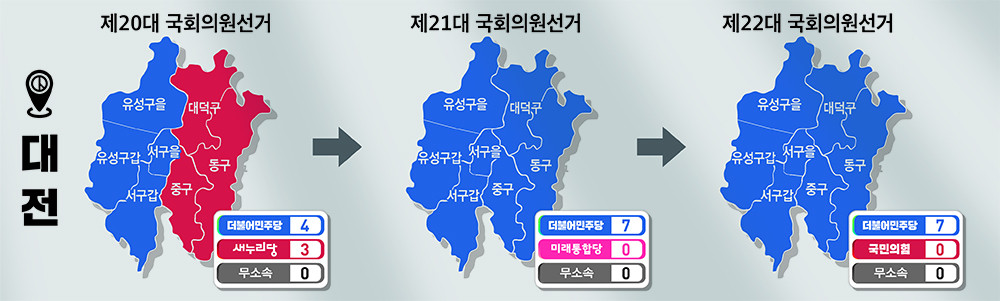 대전
제20대 국회의원선거
유성구을
대덕구
유성구갑
서구을
동구
서구갑
중구
더불어민주당 4
새누리당 3
무소속 0
제21대 국회의원선거
유성구을
대덕구
유성구갑
서구을
동구
서구갑
중구
더불어민주당 7
미래통합당 0
무소속 0
제22대 국회의원선거
유성구을
대덕구
유성구갑
서구을
동구
서구갑
중구
더불어민주당 7
국민의힘 0
무소속 0